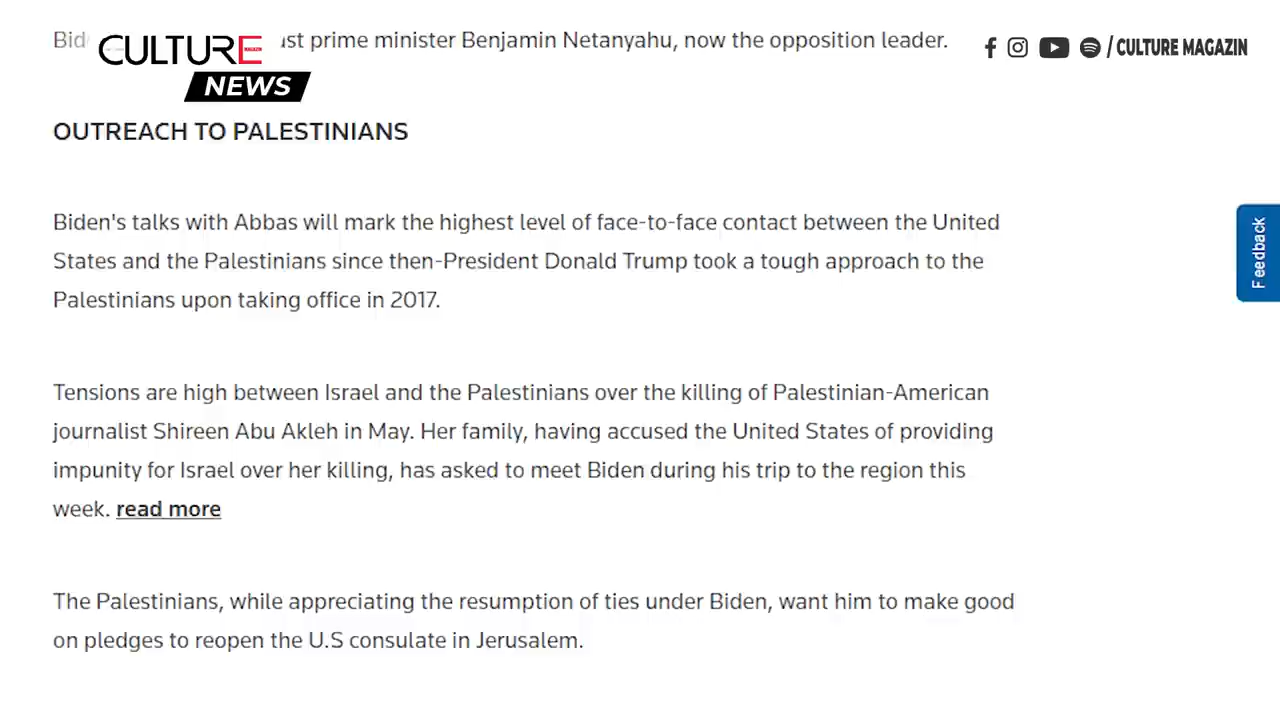 CULTURE
NEWS
prime minister Benjamin Netanyahu, now the opposition leader.
/ CULTURE MAGAZIN
OUTREACH TO PALESTINIANS
Biden's talks with Abbas will mark the highest level of face-to-face contact between the United
States and the Palestinians since then-President Donald Trump took a tough approach to the
Palestinians upon taking office in 2017.
Feedback
Tensions are high between Israel and the Palestinians over the killing of Palestinian-American
journalist Shireen Abu Akleh in May. Her family, having accused the United States of providing
impunity for Israel over her killing, has asked to meet Biden during his trip to the region this
week. read more
The Palestinians, while appreciating the resumption of ties under Biden, want him to make good
on pledges to reopen the U.S consulate in Jerusalem.